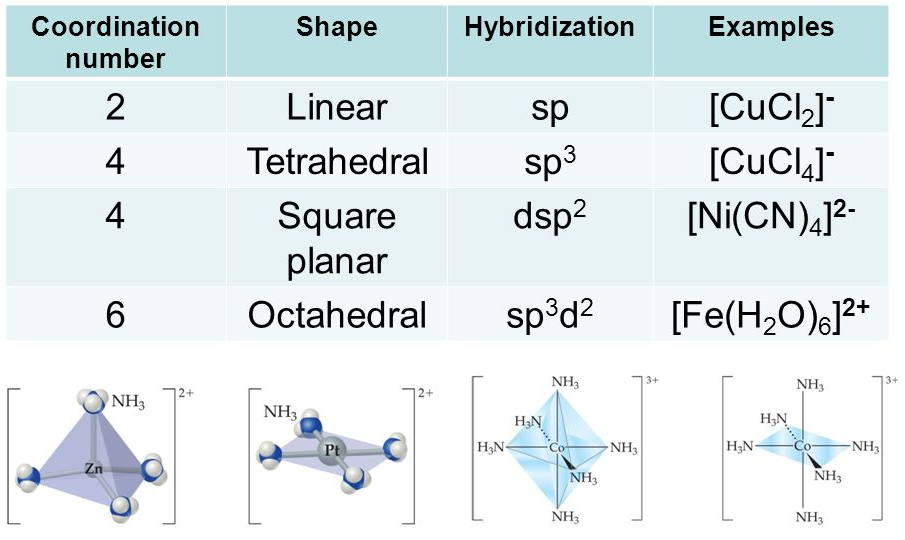 Coordination number Shape Hybridization Examples
2 Linear sp [CuCl₂]⁻
4 Tetrahedral sp³ [CuCl₄]⁻
4 Square planar dsp² [Ni(CN)₄]²⁻
6 Octahedral sp³d² [Fe(H₂O)₆]²⁺
NH₃ 2+
Zn
NH₃ 2+
Pt
NH₃ 3+
H₃N
H₃N Co NH₃
NH₃
NH₃
NH₃ 3+
H₃N
H₃N Co NH₃
NH₃
NH₃